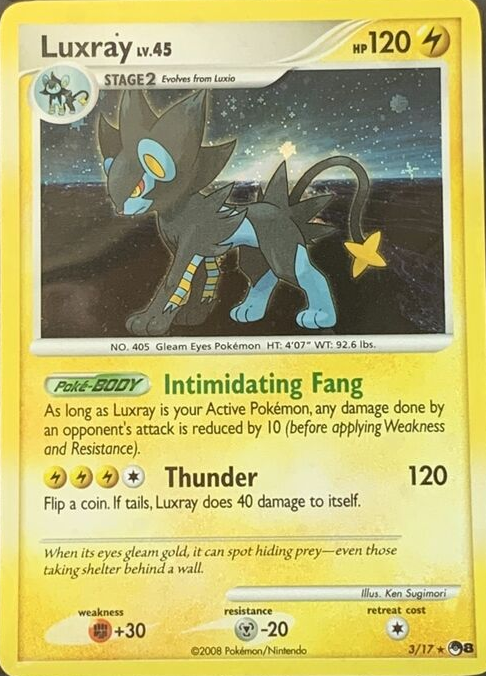 Luxray LV.45 HP 120
STAGE2 Evolves from Luxio
NO. 405 Gleam Eyes Pokémon HT: 4'07" WT: 92.6 lbs.
Poké-BODY Intimidating Fang
As long as Luxray is your Active Pokémon, any damage done by
an opponent's attack is reduced by 10 (before applying Weakness
and Resistance).
Thunder 120
Flip a coin. If tails, Luxray does 40 damage to itself.
When its eyes gleam gold, it can spot hiding prey—even those
taking shelter behind a wall.
Illus. Ken Sugimori
weakness resistance retreat cost
+30 -20
©2008 Pokémon/Nintendo 3/17 ★ 8